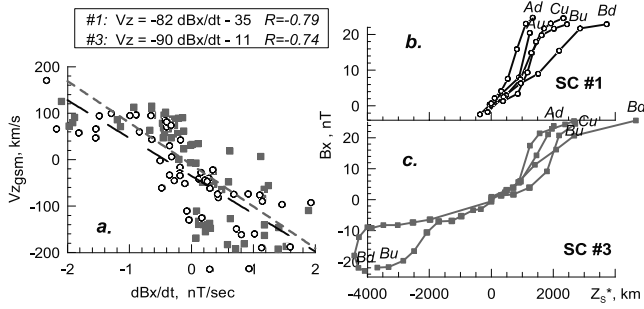 #1: Vz = -82 dBx/dt - 35 R=-0.79
#3: Vz = -90 dBx/dt - 11 R=-0.74
200
100
0
-100
-200
Vzgsm, km/s
a.
-2 -1 0 1 2
dBx/dt, nT/sec
b.
Ad Cu Bd
Au Bu
SC #1
20
10
0
Bx, nT
c.
Ad Cu
Bu
Bd Bu
SC #3
20
10
0
-10
-20
-4000 -2000 0 2000 4000
Zs*, km